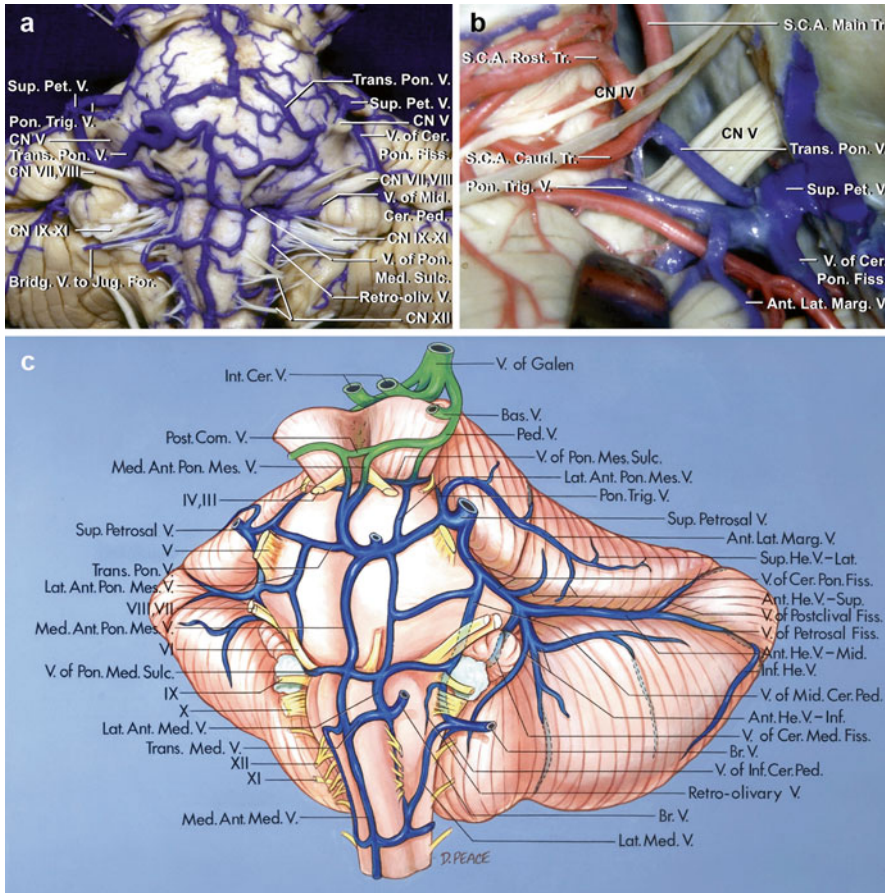 a
Sup. Pet. V.
Pon. Trig. V.
CN V
Trans. Pon. V.
CN VII,VIII
CN IX-XI
Bridg. V. to Jug. For.
Trans. Pon. V.
Sup. Pet. V.
CN V
V. of Cer.
Pon. Fiss.
CN VII,VIII
V. of Mid.
Cer. Ped.
CN IX-XI
V. of Pon.
Med. Sulc.
Retro-oliv. V.
CN XII
b
S.C.A. Main Tr.
S.C.A. Rost. Tr.
CN IV
CN V
S.C.A. Caud. Tr.
Trans. Pon. V.
Pon. Trig. V.
Sup. Pet. V.
V. of Cer.
Pon. Fiss.
Ant. Lat. Marg. V.
c
Int. Cer. V.
Post. Com. V.
Med. Ant. Pon. Mes. V.
IV, III
Sup. Petrosal V.
V
Trans. Pon. V.
Lat. Ant. Pon. Mes. V.
VIII, VII
Med. Ant. Pon. Mes. V.
VI
V. of Pon. Med. Sulc.
IX
X
Lat. Ant. Med. V.
Trans. Med. V.
XII
XI
Med. Ant. Med. V.
V. of Galen
Bas. V.
Ped. V.
V. of Pon. Mes. Sulc.
Lat. Ant. Pon. Mes. V.
Pon. Trig. V.
Sup. Petrosal V.
Ant. Lat. Marg. V.
Sup. He. V. – Lat.
V. of Cer. Pon. Fiss.
Ant. He. V. – Sup.
V. of Postclival Fiss.
V. of Petrosal Fiss.
Ant. He. V. – Mid.
Inf. He. V.
V. of Mid. Cer. Ped.
Ant. He. V. – Inf.
V. of Cer. Med. Fiss.
Br. V.
V. of Inf. Cer. Ped.
Retro-olivary V.
Br. V.
Lat. Med. V.
D. PEACE